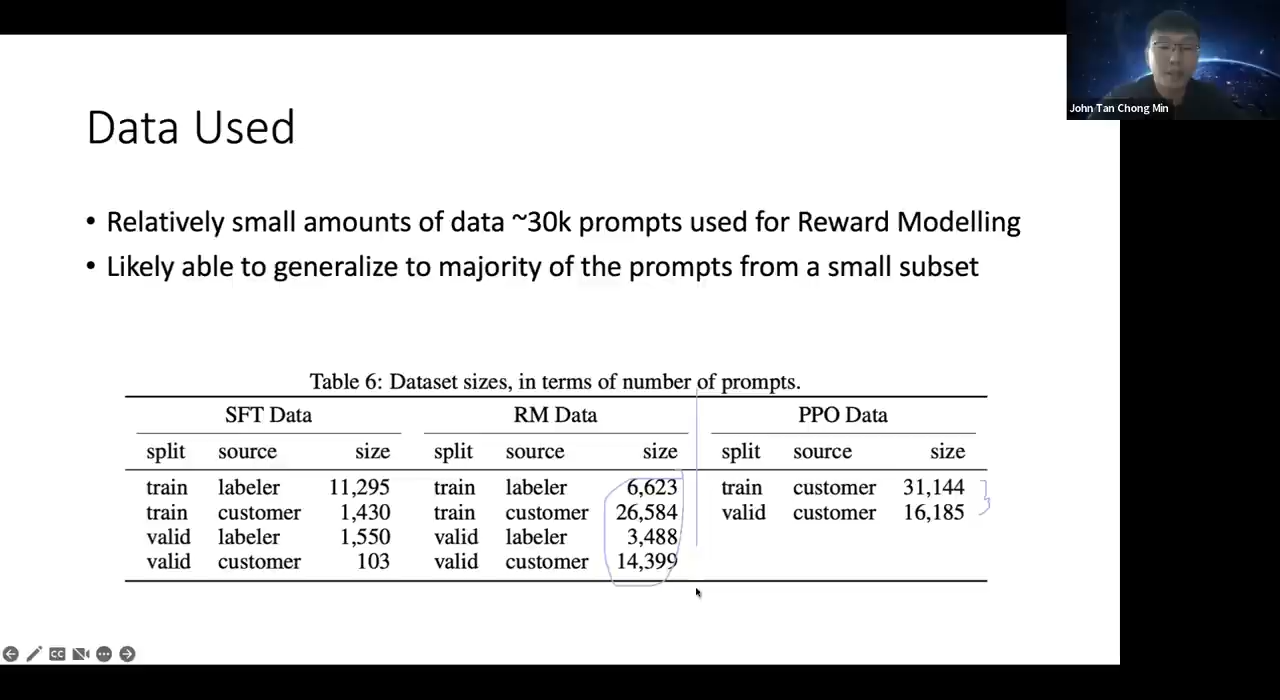 John Tan Chong Min
Data Used
• Relatively small amounts of data ~30k prompts used for Reward Modelling
• Likely able to generalize to majority of the prompts from a small subset
Table 6: Dataset sizes, in terms of number of prompts.
SFT Data RM Data PPO Data
split source size split source size split source size
train labeler 11,295 train labeler 6,623 train customer 31,144
train customer 1,430 train customer 26,584 valid customer 16,185
valid labeler 1,550 valid labeler 3,488
valid customer 103 valid customer 14,399
CC